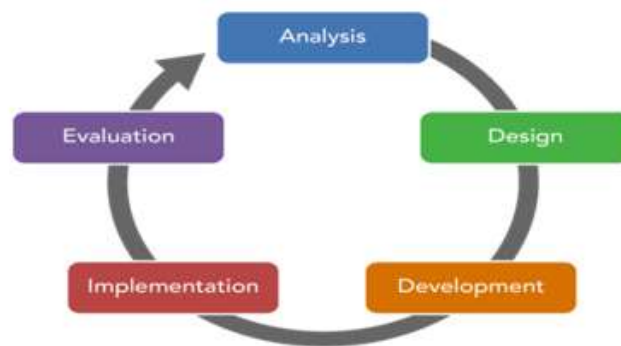 Analysis
Design
Development
Implementation
Evaluation